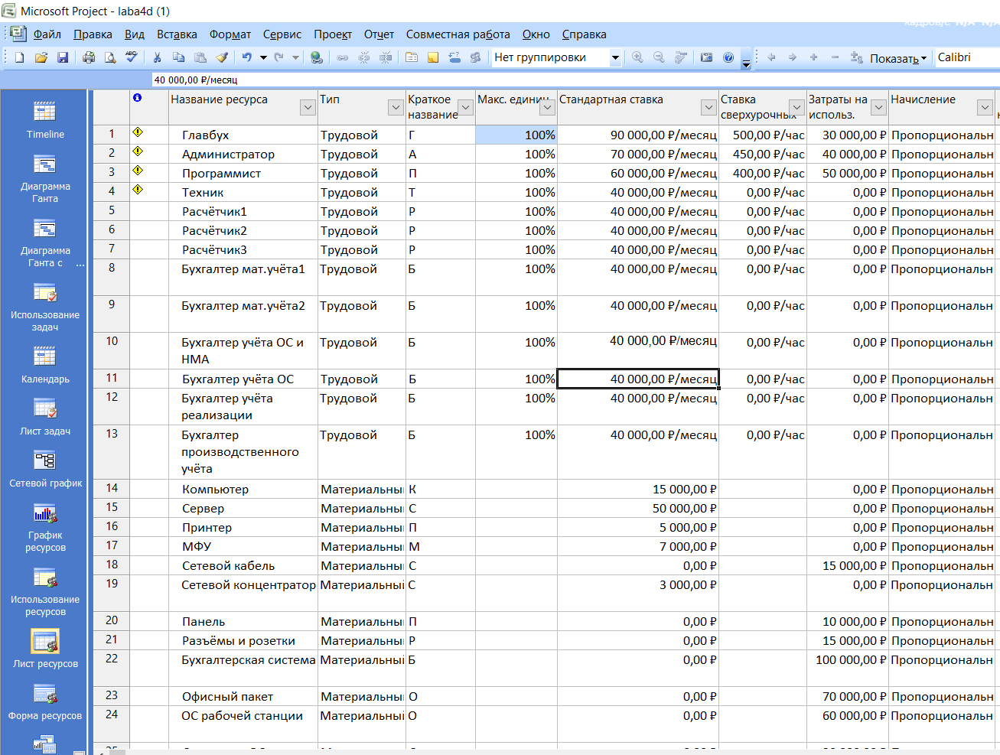 Microsoft Project - laba4d (1)
Файл Правка Вид Вставка Формат Сервис Проект Отчет Совместная работа Окно Справка
Нет группировки Показать Calibri
40 000,00 ₽/месяц
Название ресурса Тип Краткое название Макс. единиц Стандартная ставка Ставка сверхурочных Затраты на использ. Начисление
1 Главбух Трудовой Г 100% 90 000,00 ₽/месяц 500,00 ₽/час 30 000,00 ₽ Пропорциональн
2 Администратор Трудовой А 100% 70 000,00 ₽/месяц 450,00 ₽/час 40 000,00 ₽ Пропорциональн
3 Программист Трудовой П 100% 60 000,00 ₽/месяц 400,00 ₽/час 50 000,00 ₽ Пропорциональн
4 Техник Трудовой Т 100% 40 000,00 ₽/месяц 0,00 ₽/час 0,00 ₽ Пропорциональн
5 Расчётчик1 Трудовой Р 100% 40 000,00 ₽/месяц 0,00 ₽/час 0,00 ₽ Пропорциональн
6 Расчётчик2 Трудовой Р 100% 40 000,00 ₽/месяц 0,00 ₽/час 0,00 ₽ Пропорциональн
7 Расчётчик3 Трудовой Р 100% 40 000,00 ₽/месяц 0,00 ₽/час 0,00 ₽ Пропорциональн
8 Бухгалтер мат.учёта1 Трудовой Б 100% 40 000,00 ₽/месяц 0,00 ₽/час 0,00 ₽ Пропорциональн
9 Бухгалтер мат.учёта2 Трудовой Б 100% 40 000,00 ₽/месяц 0,00 ₽/час 0,00 ₽ Пропорциональн
10 Бухгалтер учёта ОС и НМА Трудовой Б 100% 40 000,00 ₽/месяц 0,00 ₽/час 0,00 ₽ Пропорциональн
11 Бухгалтер учёта ОС Трудовой Б 100% 40 000,00 ₽/месяц 0,00 ₽/час 0,00 ₽ Пропорциональн
12 Бухгалтер учёта реализации Трудовой Б 100% 40 000,00 ₽/месяц 0,00 ₽/час 0,00 ₽ Пропорциональн
13 Бухгалтер производственного учёта Трудовой Б 100% 40 000,00 ₽/месяц 0,00 ₽/час 0,00 ₽ Пропорциональн
14 Компьютер Материальны К 15 000,00 ₽ 0,00 ₽ Пропорциональн
15 Сервер Материальны С 50 000,00 ₽ 0,00 ₽ Пропорциональн
16 Принтер Материальны П 5 000,00 ₽ 0,00 ₽ Пропорциональн
17 МФУ Материальны М 7 000,00 ₽ 0,00 ₽ Пропорциональн
18 Сетевой кабель Материальны С 0,00 ₽ 15 000,00 ₽ Пропорциональн
19 Сетевой концентратор Материальный С 3 000,00 ₽ 0,00 ₽ Пропорциональн
20 Панель Материальны П 0,00 ₽ 10 000,00 ₽ Пропорциональн
21 Разъёмы и розетки Материальны Р 0,00 ₽ 15 000,00 ₽ Пропорциональн
22 Бухгалтерская система Материальный Б 0,00 ₽ 100 000,00 ₽ Пропорциональн
23 Офисный пакет Материальны О 0,00 ₽ 70 000,00 ₽ Пропорциональн
24 ОС рабочей станции Материальный О 0,00 ₽ 60 000,00 ₽ Пропорциональн
Timeline
Диаграмма
Ганта
Диаграмма
Ганта с ...
Использование
задач
Календарь
Лист задач
Сетевой график
График
ресурсов
Использование
ресурсов
Лист ресурсов
Форма ресурсов